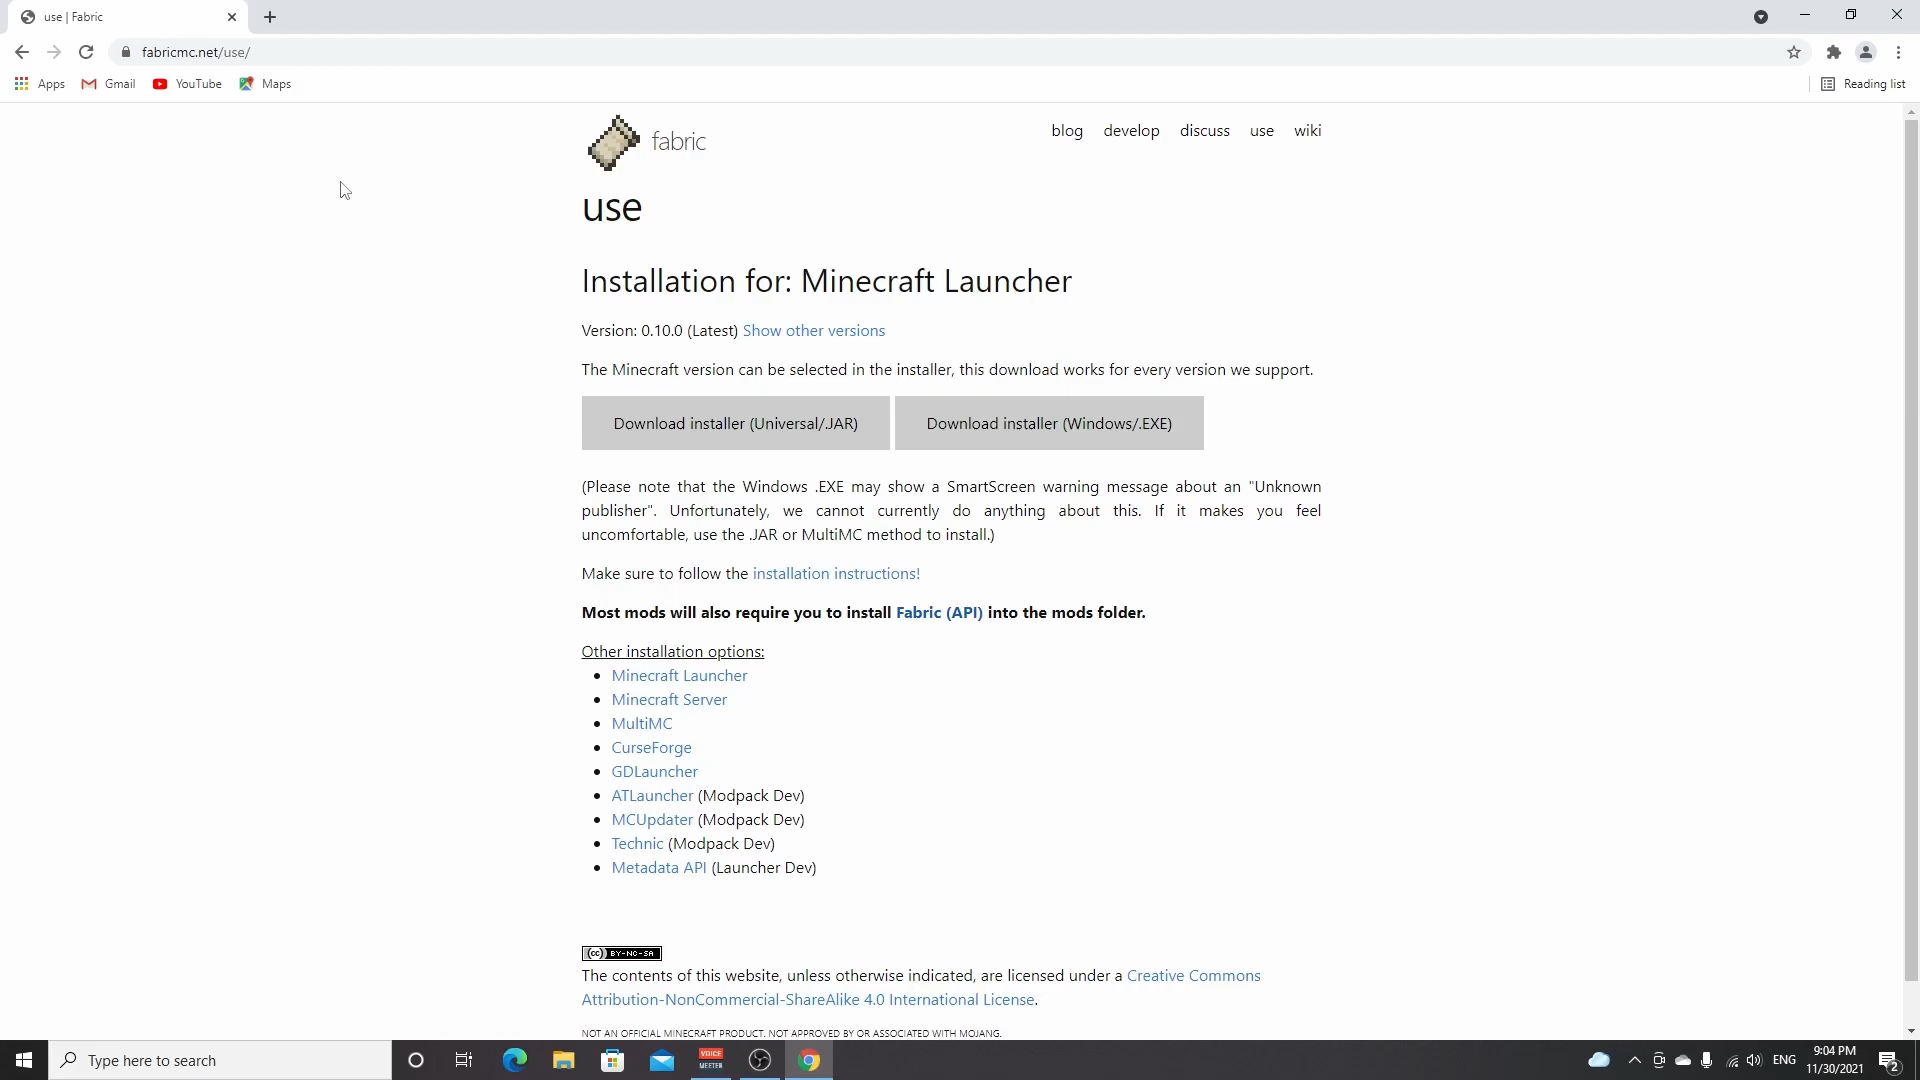 use | Fabric
fabricmc.net/use/
Apps Gmail YouTube Maps Reading list
fabric
blog develop discuss use wiki
use
Installation for: Minecraft Launcher
Version: 0.10.0 (Latest) Show other versions
The Minecraft version can be selected in the installer, this download works for every version we support.
Download installer (Universal/.JAR) Download installer (Windows/.EXE)
(Please note that the Windows .EXE may show a SmartScreen warning message about an "Unknown
publisher". Unfortunately, we cannot currently do anything about this. If it makes you feel
uncomfortable, use the .JAR or MultiMC method to install.)
Make sure to follow the installation instructions!
Most mods will also require you to install Fabric (API) into the mods folder.
Other installation options:
Minecraft Launcher
Minecraft Server
MultiMC
CurseForge
GDLauncher
ATLauncher (Modpack Dev)
MCUpdater (Modpack Dev)
Technic (Modpack Dev)
Metadata API (Launcher Dev)
(cc) BY-NC-SA
The contents of this website, unless otherwise indicated, are licensed under a Creative Commons
Attribution-NonCommercial-ShareAlike 4.0 International License.
NOT AN OFFICIAL MINECRAFT PRODUCT. NOT APPROVED BY OR ASSOCIATED WITH MOJANG.
Type here to search
VOICE
MEETER
ENG
9:04 PM
11/30/2021
2